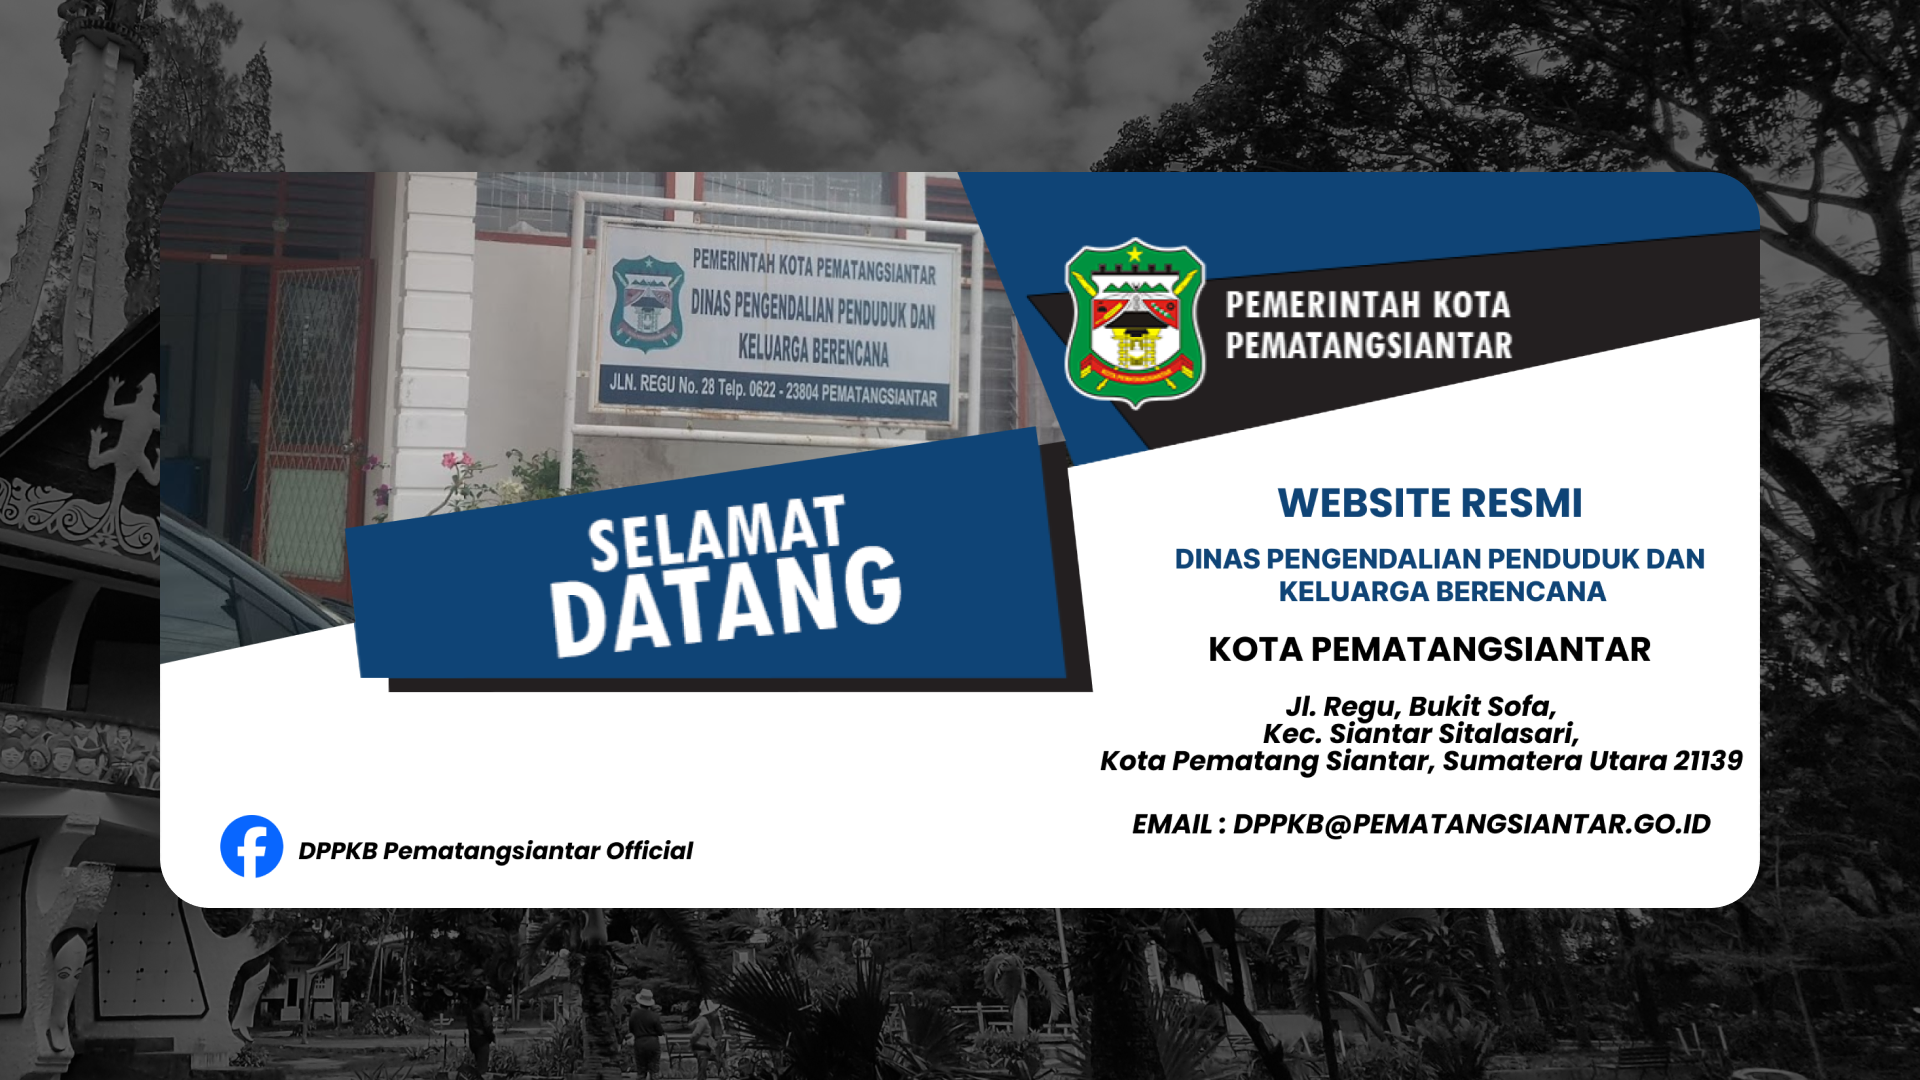 PEMERINTAH KOTA PEMATANGSIANTAR
DINAS PENGENDALIAN PENDUDUK DAN
KELUARGA BERENCANA
JLN. REGU No. 28 Telp. 0622 - 23804 PEMATANGSIANTAR
PEMERINTAH KOTA
PEMATANGSIANTAR
SELAMAT
DATANG
WEBSITE RESMI
DINAS PENGENDALIAN PENDUDUK DAN
KELUARGA BERENCANA
KOTA PEMATANGSIANTAR
Jl. Regu, Bukit Sofa,
Kec. Siantar Sitalasari,
Kota Pematang Siantar, Sumatera Utara 21139
EMAIL : DPPKB@PEMATANGSIANTAR.GO.ID
DPPKB Pematangsiantar Official